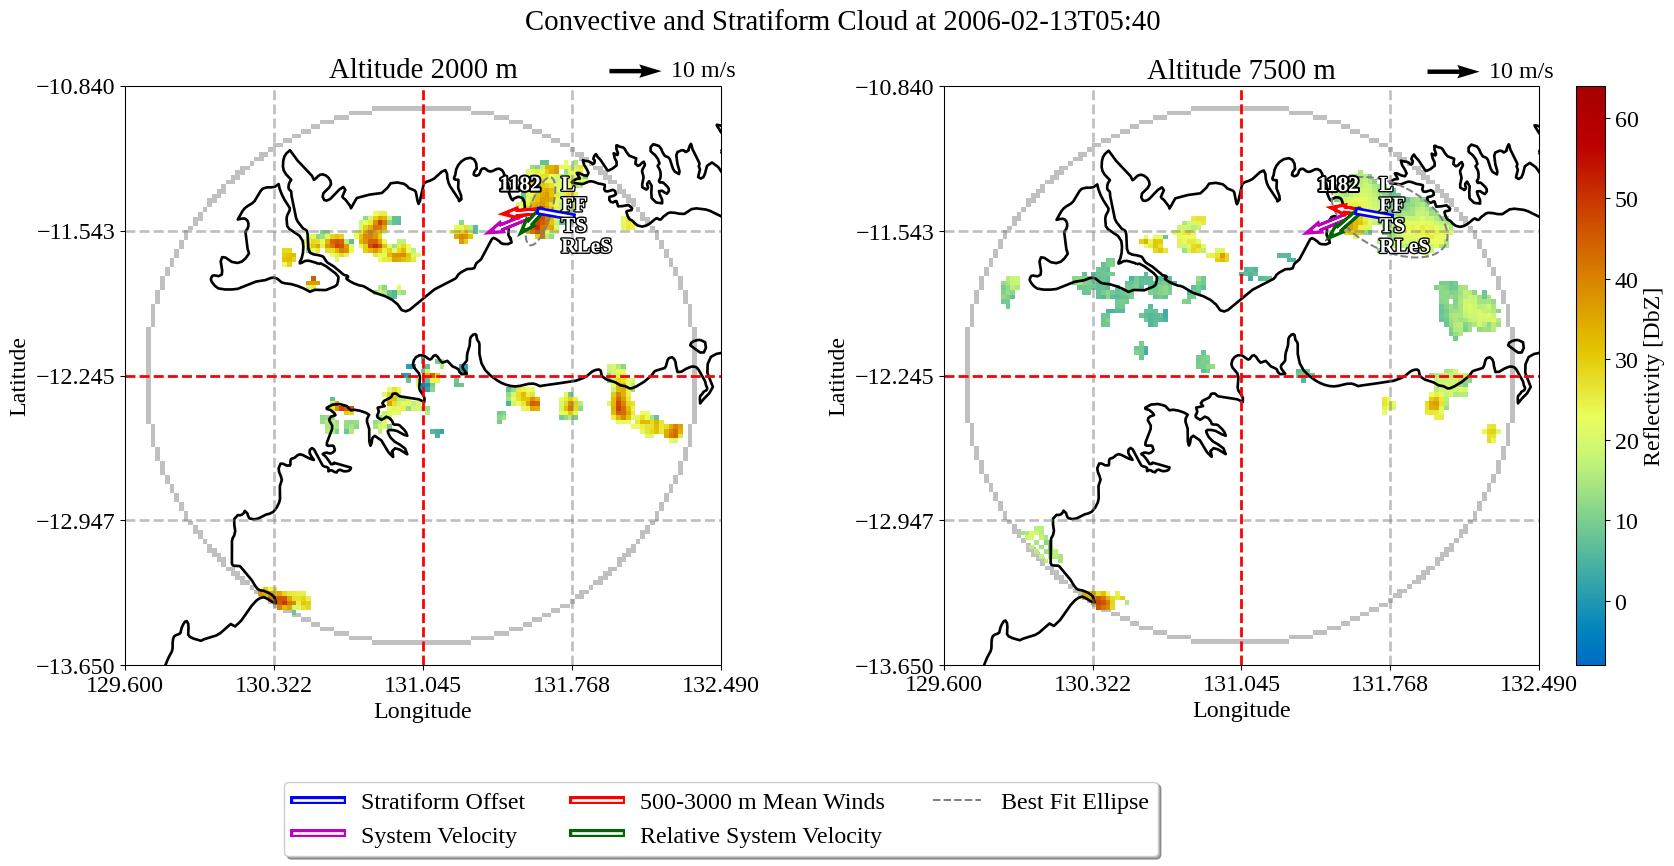 Convective and Stratiform Cloud at 2006-02-13T05:40
Altitude 2000 m
10 m/s
−10.840
−11.543
−12.245
−12.947
−13.650
Latitude
129.600
130.322
131.045
131.768
132.490
Longitude
1182
L
FF
TS
RLeS
Altitude 7500 m
10 m/s
−10.840
−11.543
−12.245
−12.947
−13.650
Latitude
129.600
130.322
131.045
131.768
132.490
Longitude
1182
L
FF
TS
RLeS
60
50
40
30
20
10
0
Reflectivity [DbZ]
Stratiform Offset
System Velocity
500-3000 m Mean Winds
Relative System Velocity
Best Fit Ellipse